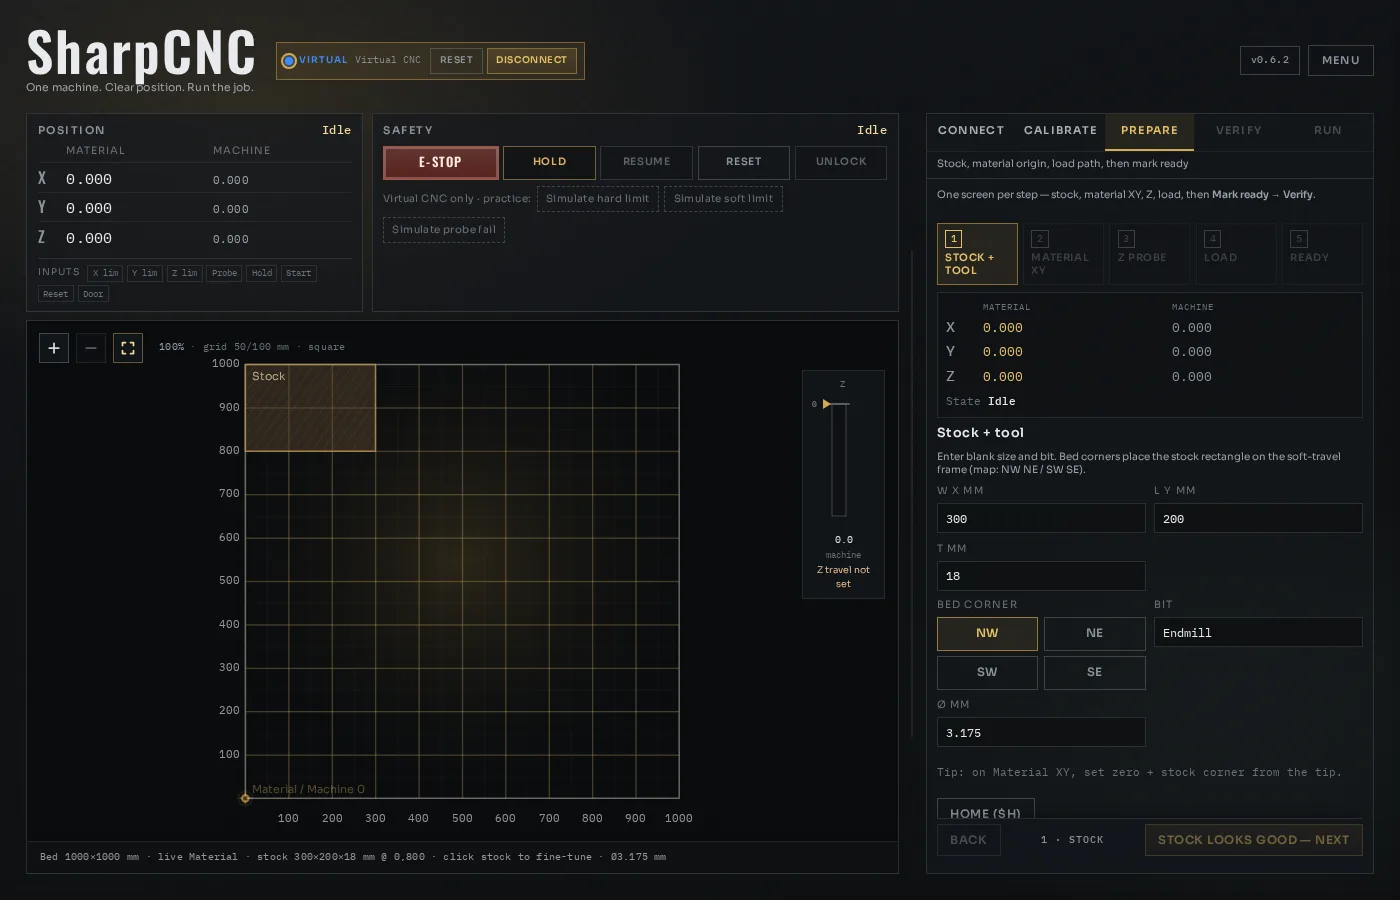 SharpCNC
One machine. Clear position. Run the job.
VIRTUAL Virtual CNC RESET DISCONNECT
v0.6.2 MENU
POSITION Idle
MATERIAL MACHINE
X 0.000 0.000
Y 0.000 0.000
Z 0.000 0.000
INPUTS X lim Y lim Z lim Probe Hold Start
Reset Door
SAFETY Idle
E-STOP HOLD RESUME RESET UNLOCK
Virtual CNC only · practice: Simulate hard limit Simulate soft limit
Simulate probe fail
+ − 100% · grid 50/100 mm · square
1000
900
800
700
600
500
400
300
200
100
Stock
Material / Machine 0
100 200 300 400 500 600 700 800 900 1000
Z
0
0.0
machine
Z travel not
set
Bed 1000×1000 mm · live Material · stock 300×200×18 mm @ 0,800 · click stock to fine-tune · Ø3.175 mm
CONNECT CALIBRATE PREPARE VERIFY RUN
Stock, material origin, load path, then mark ready
One screen per step — stock, material XY, Z, load, then Mark ready → Verify.
1 STOCK +
TOOL
2 MATERIAL
XY
3 Z PROBE
4 LOAD
5 READY
MATERIAL MACHINE
X 0.000 0.000
Y 0.000 0.000
Z 0.000 0.000
State Idle
Stock + tool
Enter blank size and bit. Bed corners place the stock rectangle on the soft-travel
frame (map: NW NE / SW SE).
W X MM L Y MM
300 200
T MM
18
BED CORNER BIT
NW NE Endmill
SW SE
Ø MM
3.175
Tip: on Material XY, set zero + stock corner from the tip.
HOME ($H)
BACK 1 · STOCK STOCK LOOKS GOOD — NEXT